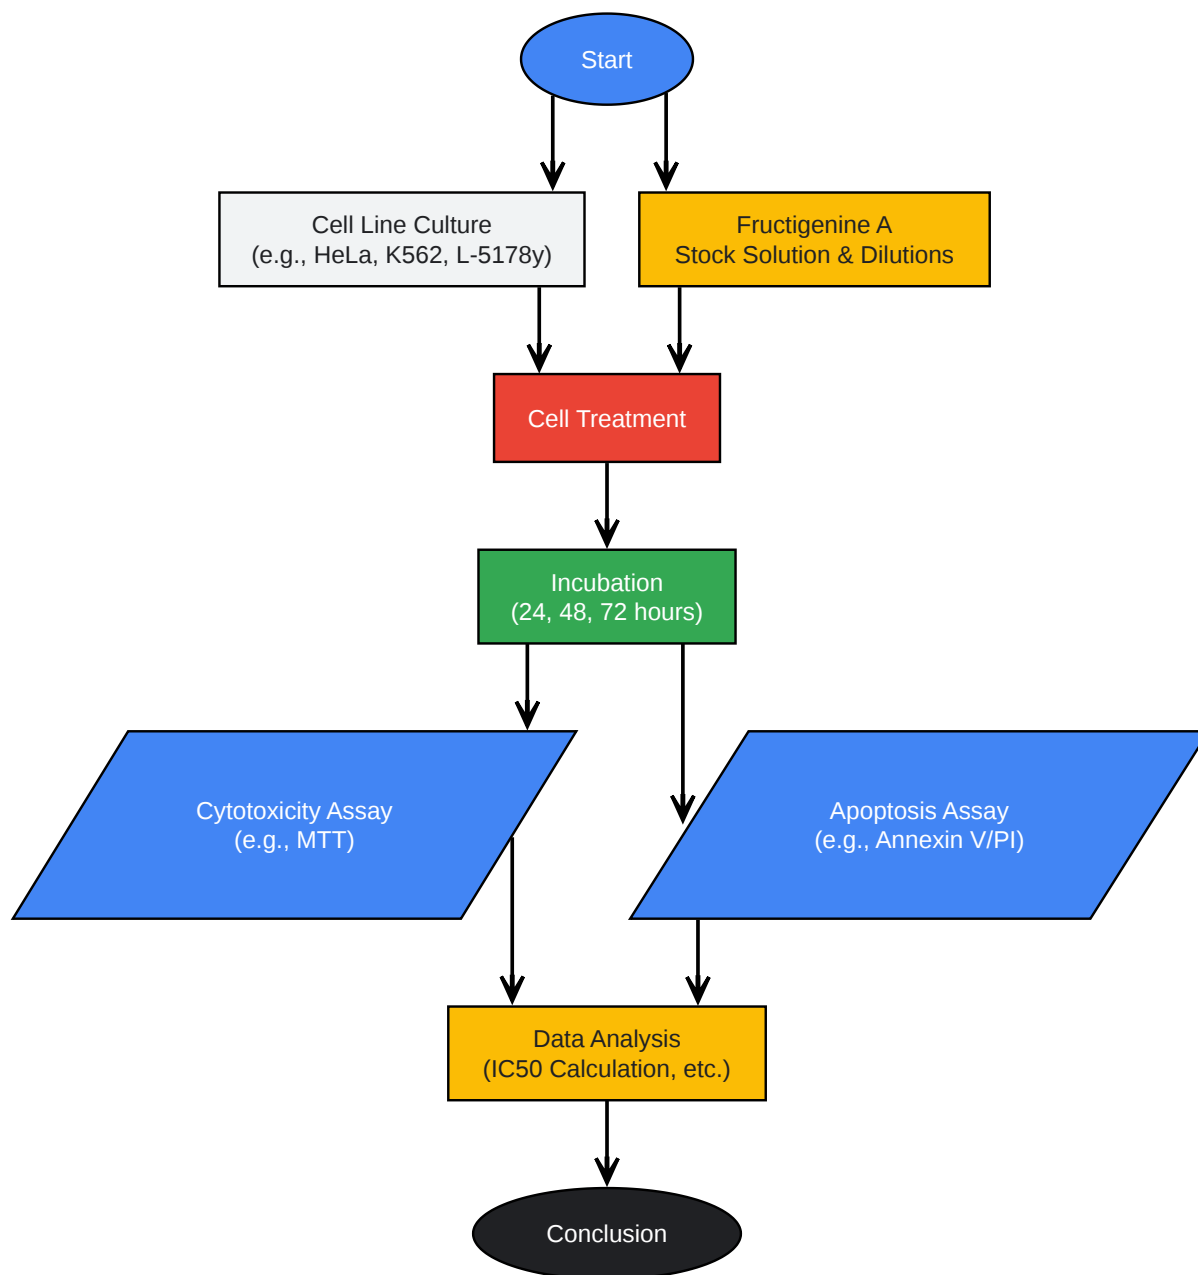 Start
Cell Line Culture
(e.g., HeLa, K562, L-5178y)
Fructigenine A
Stock Solution & Dilutions
Cell Treatment
Incubation
(24, 48, 72 hours)
Cytotoxicity Assay
(e.g., MTT)
Apoptosis Assay
(e.g., Annexin V/PI)
Data Analysis
(IC50 Calculation, etc.)
Conclusion